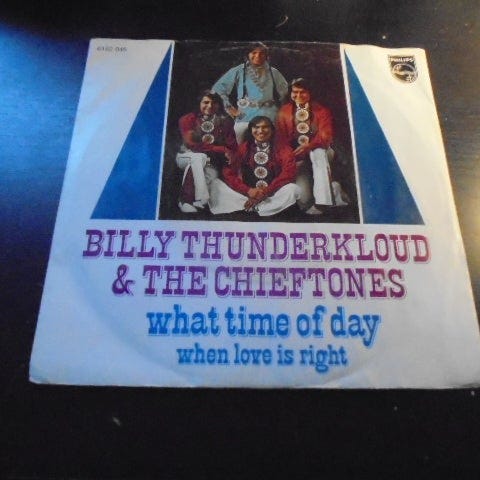 PHILIPS
BILLY THUNDERKLOUD
& THE CHIEFTONES
what time of day
when love is right